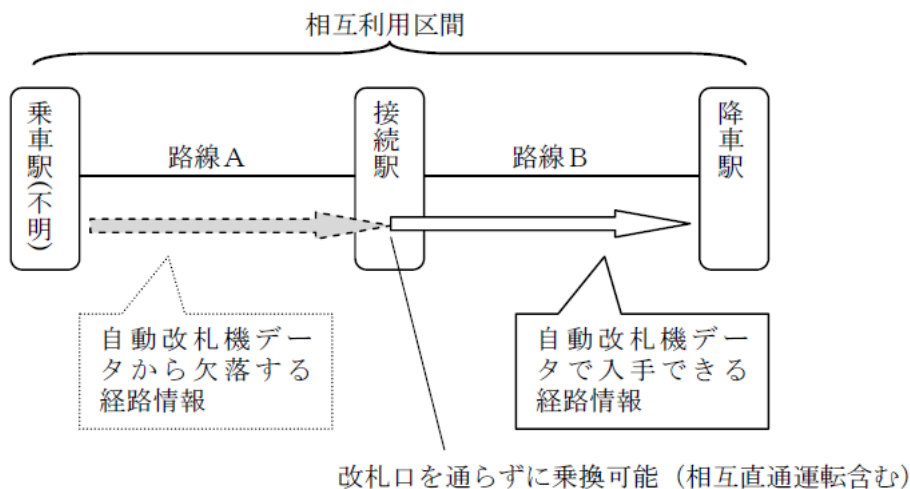 相互利用区間
乗車駅(不明)
接続駅
降車駅
路線A
路線B
自動改札機デー
タから欠落する
経路情報
自動改札機デー
タで入手できる
経路情報
改札口を通らずに乗換可能（相互直通運転含む）